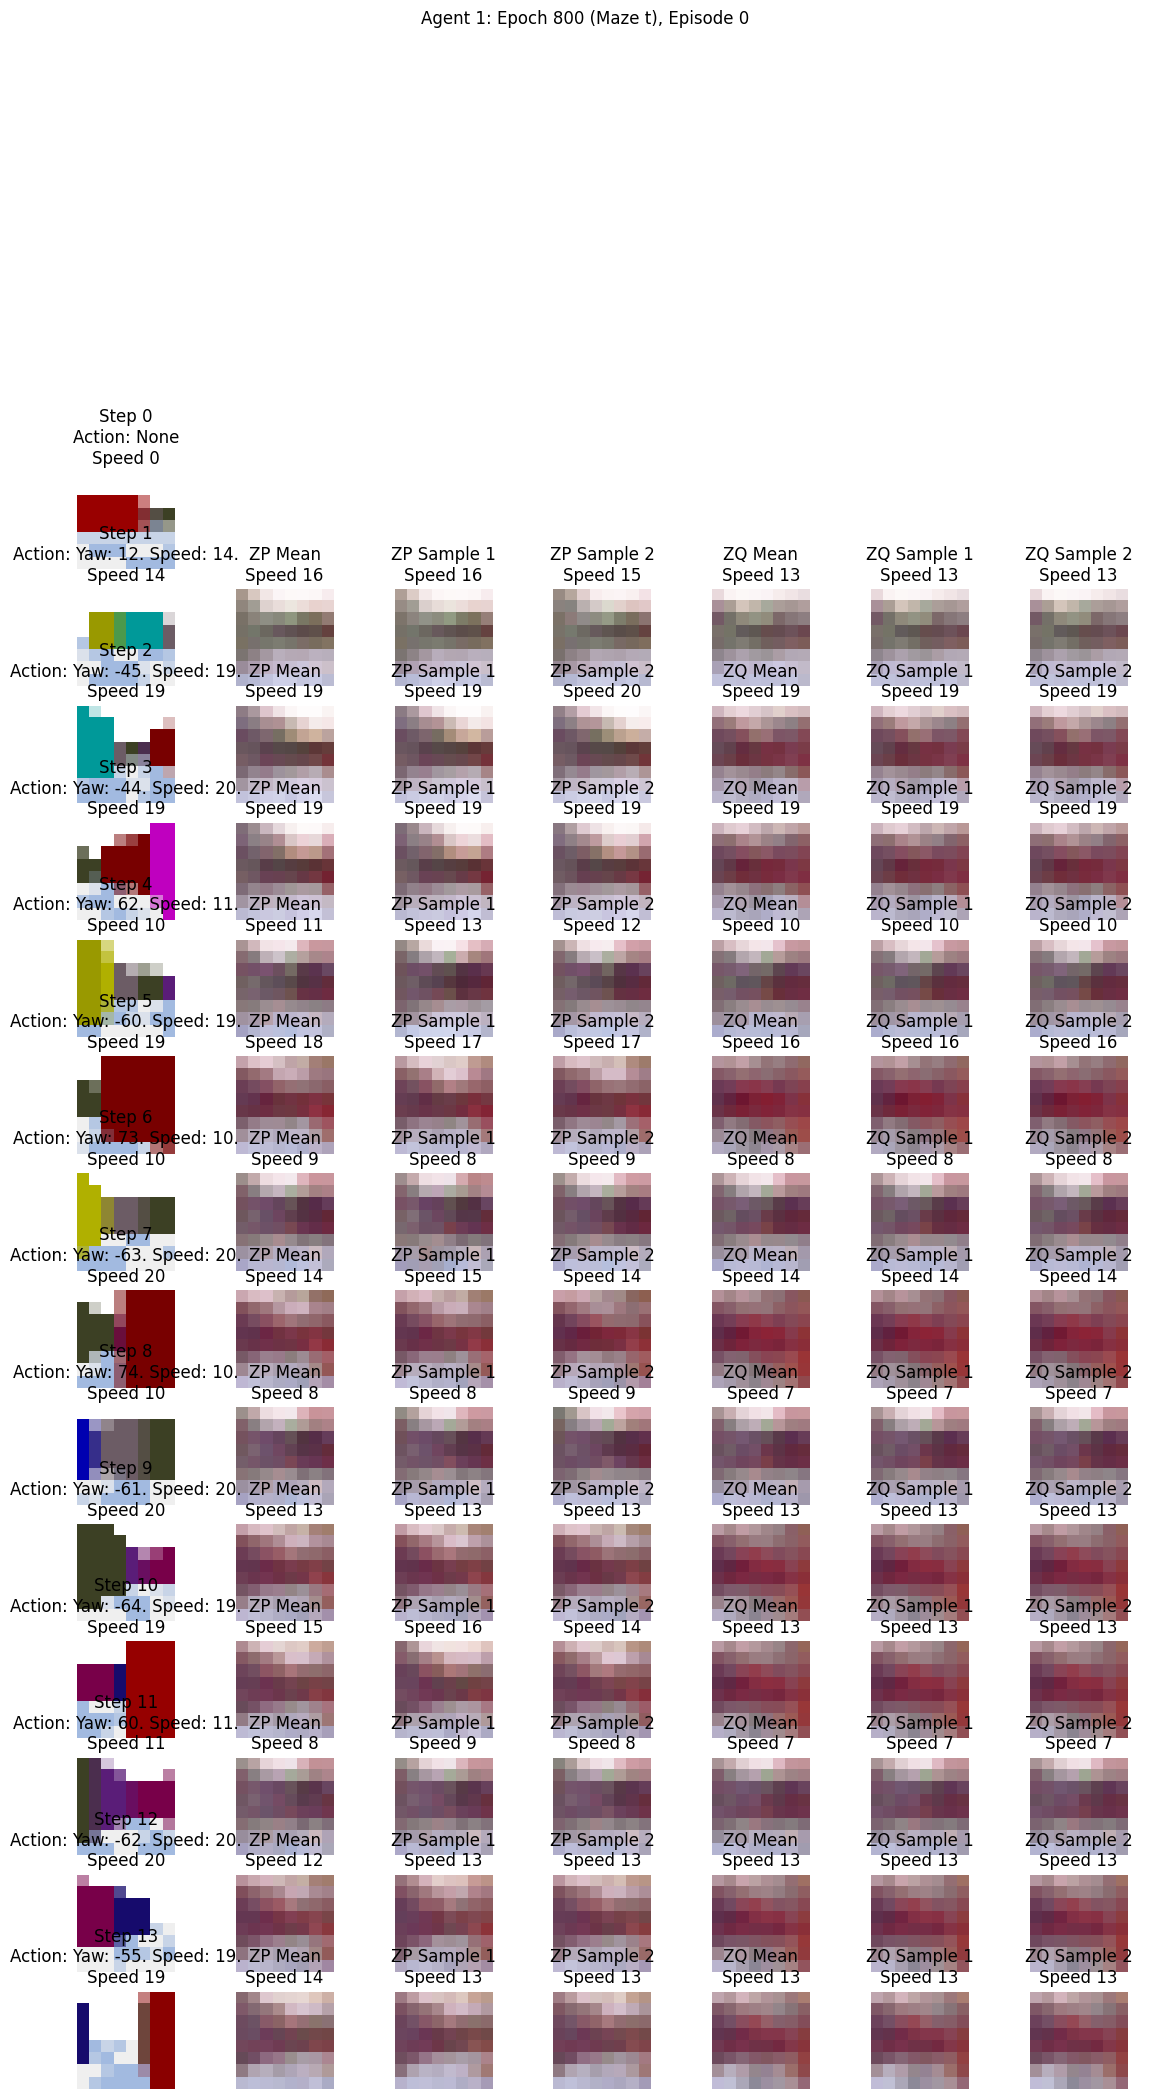 Agent 1: Epoch 800 (Maze t), Episode 0
Step 0
Action: None
Speed 0
Step 1
Action: Yaw: 12. Speed: 14. ZP Mean ZP Sample 1 ZP Sample 2 ZQ Mean ZQ Sample 1 ZQ Sample 2
Speed 14 Speed 16 Speed 16 Speed 15 Speed 13 Speed 13 Speed 13
Step 2
Action: Yaw: -45. Speed: 19. ZP Mean ZP Sample 1 ZP Sample 2 ZQ Mean ZQ Sample 1 ZQ Sample 2
Speed 19 Speed 19 Speed 19 Speed 20 Speed 19 Speed 19 Speed 19
Step 3
Action: Yaw: -44. Speed: 20. ZP Mean ZP Sample 1 ZP Sample 2 ZQ Mean ZQ Sample 1 ZQ Sample 2
Speed 19 Speed 19 Speed 19 Speed 19 Speed 19 Speed 19 Speed 19
Step 4
Action: Yaw: 62. Speed: 11. ZP Mean ZP Sample 1 ZP Sample 2 ZQ Mean ZQ Sample 1 ZQ Sample 2
Speed 10 Speed 11 Speed 13 Speed 12 Speed 10 Speed 10 Speed 10
Step 5
Action: Yaw: -60. Speed: 19. ZP Mean ZP Sample 1 ZP Sample 2 ZQ Mean ZQ Sample 1 ZQ Sample 2
Speed 19 Speed 18 Speed 17 Speed 17 Speed 16 Speed 16 Speed 16
Step 6
Action: Yaw: 73. Speed: 10. ZP Mean ZP Sample 1 ZP Sample 2 ZQ Mean ZQ Sample 1 ZQ Sample 2
Speed 10 Speed 9 Speed 8 Speed 9 Speed 8 Speed 8 Speed 8
Step 7
Action: Yaw: -63. Speed: 20. ZP Mean ZP Sample 1 ZP Sample 2 ZQ Mean ZQ Sample 1 ZQ Sample 2
Speed 20 Speed 14 Speed 15 Speed 14 Speed 14 Speed 14 Speed 14
Step 8
Action: Yaw: 74. Speed: 10. ZP Mean ZP Sample 1 ZP Sample 2 ZQ Mean ZQ Sample 1 ZQ Sample 2
Speed 10 Speed 8 Speed 8 Speed 9 Speed 7 Speed 7 Speed 7
Step 9
Action: Yaw: -61. Speed: 20. ZP Mean ZP Sample 1 ZP Sample 2 ZQ Mean ZQ Sample 1 ZQ Sample 2
Speed 20 Speed 13 Speed 13 Speed 13 Speed 13 Speed 13 Speed 13
Step 10
Action: Yaw: -64. Speed: 19. ZP Mean ZP Sample 1 ZP Sample 2 ZQ Mean ZQ Sample 1 ZQ Sample 2
Speed 19 Speed 15 Speed 16 Speed 14 Speed 13 Speed 13 Speed 13
Step 11
Action: Yaw: 60. Speed: 11. ZP Mean ZP Sample 1 ZP Sample 2 ZQ Mean ZQ Sample 1 ZQ Sample 2
Speed 11 Speed 8 Speed 9 Speed 8 Speed 7 Speed 7 Speed 7
Step 12
Action: Yaw: -62. Speed: 20. ZP Mean ZP Sample 1 ZP Sample 2 ZQ Mean ZQ Sample 1 ZQ Sample 2
Speed 20 Speed 12 Speed 13 Speed 13 Speed 13 Speed 13 Speed 13
Step 13
Action: Yaw: -55. Speed: 19. ZP Mean ZP Sample 1 ZP Sample 2 ZQ Mean ZQ Sample 1 ZQ Sample 2
Speed 19 Speed 14 Speed 13 Speed 13 Speed 13 Speed 13 Speed 13